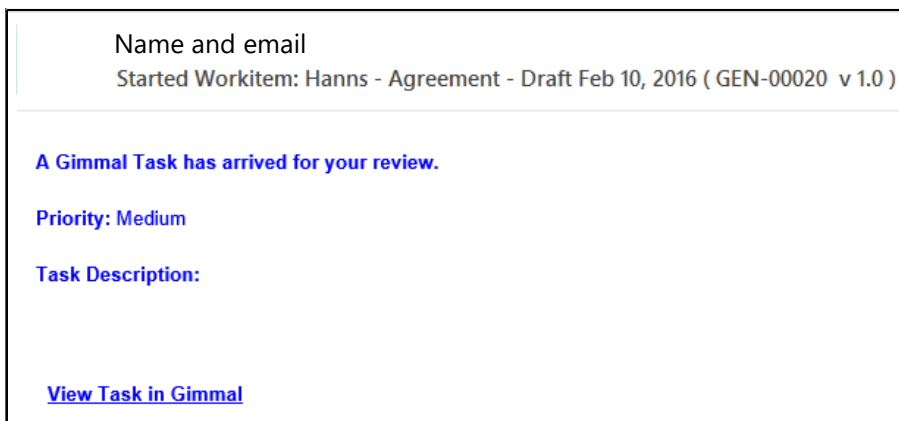 Name and email
Started Workitem: Hanns - Agreement - Draft Feb 10, 2016 ( GEN-00020 v 1.0 )
A Gimmal Task has arrived for your review.
Priority: Medium
Task Description:
View Task in Gimmal